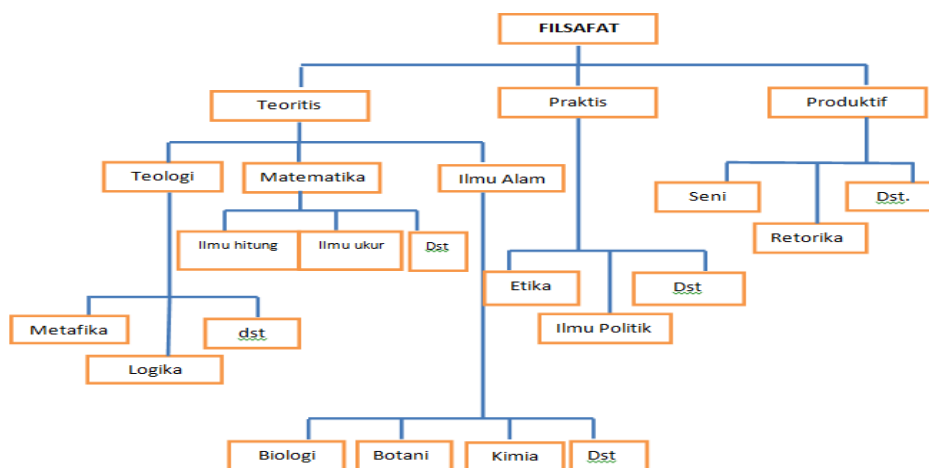 FILSAFAT
Teoritis
Praktis
Produktif
Teologi
Matematika
Ilmu Alam
Seni
Dst.
Retorika
Ilmu hitung
Ilmu ukur
Dst
Etika
Dst
Ilmu Politik
Metafika
dst
Logika
Biologi
Botani
Kimia
Dst